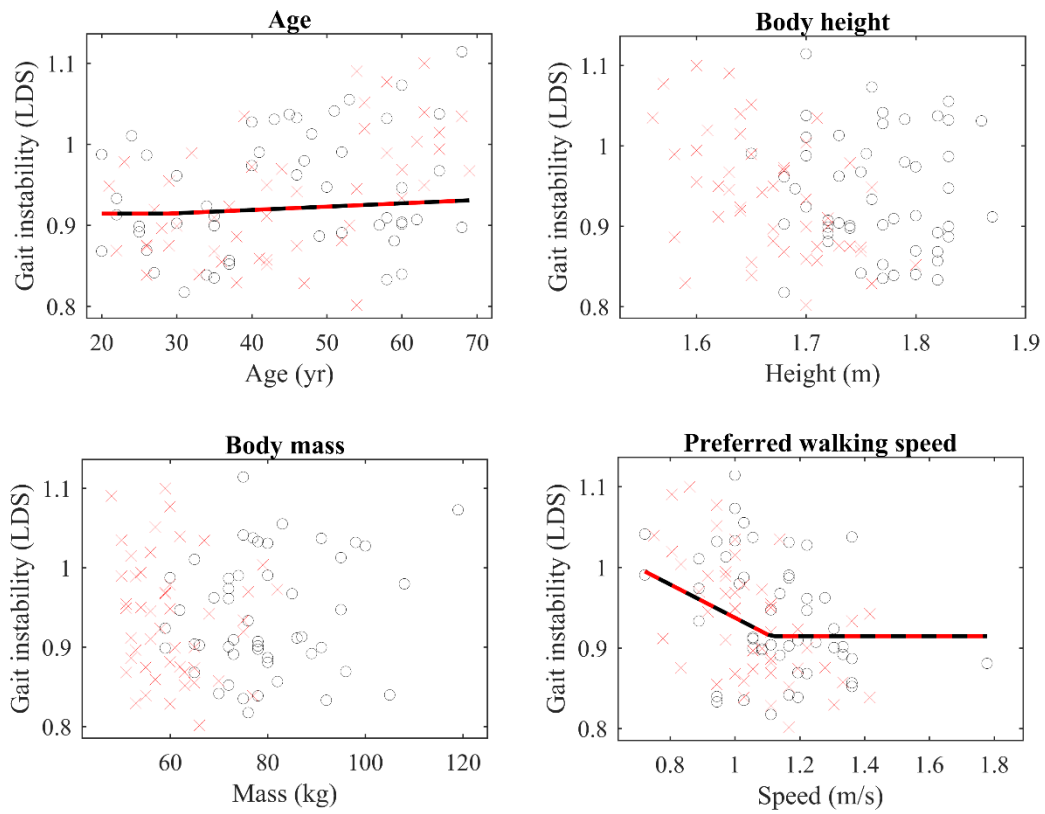 Age
Gait instability (LDS)
1.1
1
0.9
0.8
20 30 40 50 60 70
Age (yr)
Body height
Gait instability (LDS)
1.1
1
0.9
0.8
1.6 1.7 1.8 1.9
Height (m)
Body mass
Gait instability (LDS)
1.1
1
0.9
0.8
60 80 100 120
Mass (kg)
Preferred walking speed
Gait instability (LDS)
1.1
1
0.9
0.8
0.8 1 1.2 1.4 1.6 1.8
Speed (m/s)